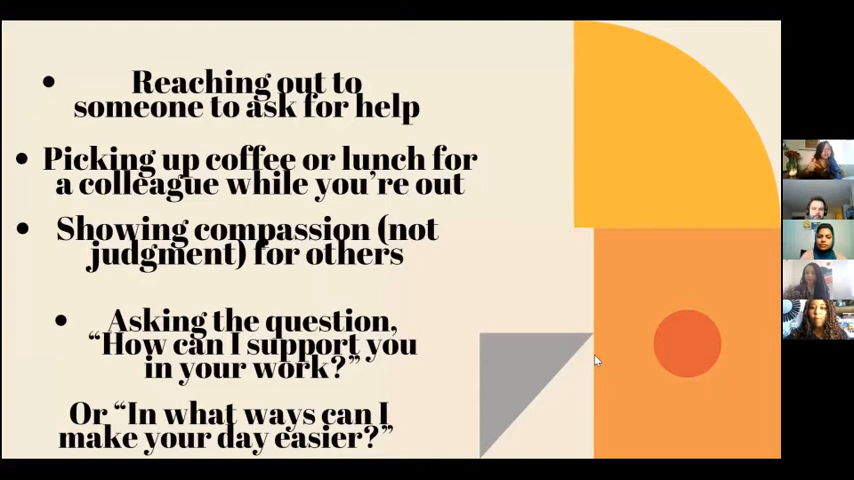 Reaching out to
someone to ask for help
Picking up coffee or lunch for
a colleague while you’re out
Showing compassion (not
judgment) for others
Asking the question,
“How can I support you
in your work?”
Or “In what ways can I
make your day easier?”